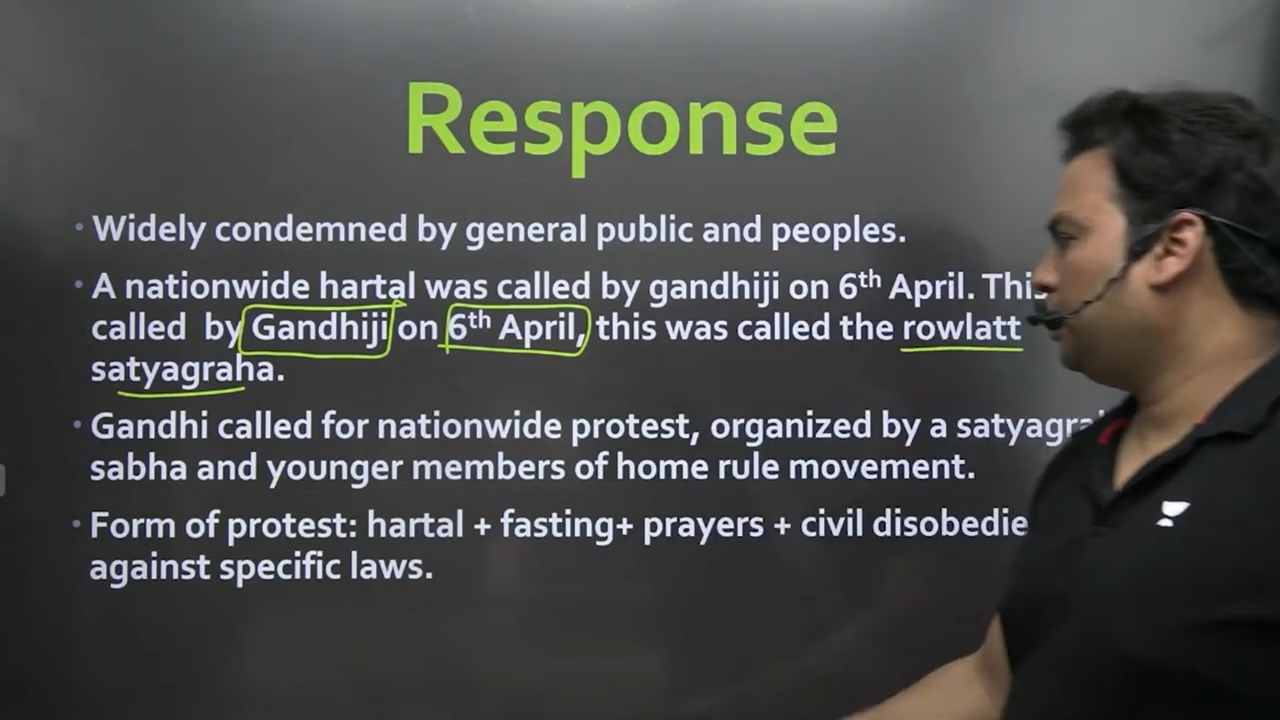 Response
• Widely condemned by general public and peoples.
• A nationwide hartal was called by gandhiji on 6th April. This
called by Gandhiji on 6th April, this was called the rowlatt
satyagraha.
• Gandhi called for nationwide protest, organized by a
sabha and younger members of home rule movement.
• Form of protest: hartal + fasting+ prayers + civil
against specific laws.